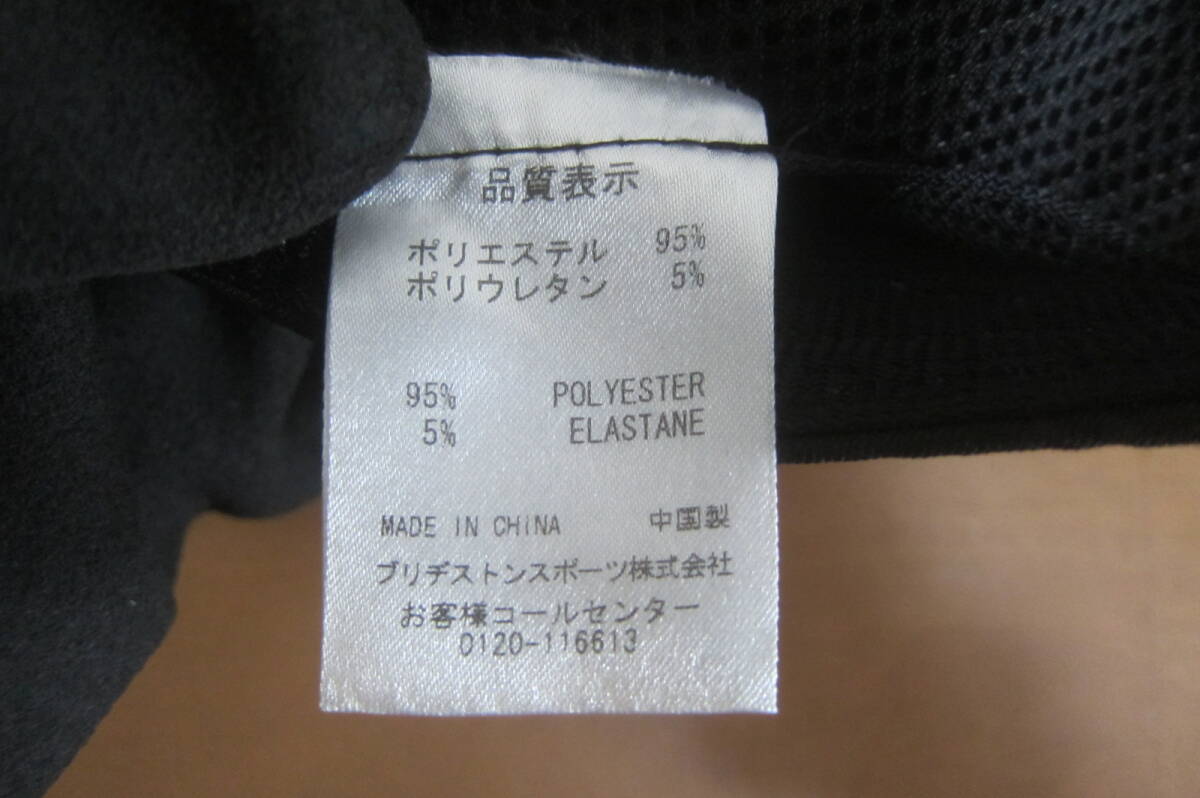 品質表示
ポリエステル 95%
ポリウレタン 5%
95% POLYESTER
5% ELASTANE
MADE IN CHINA 中国製
ブリヂストンスポーツ株式会社
お客様コールセンター
0120-116613